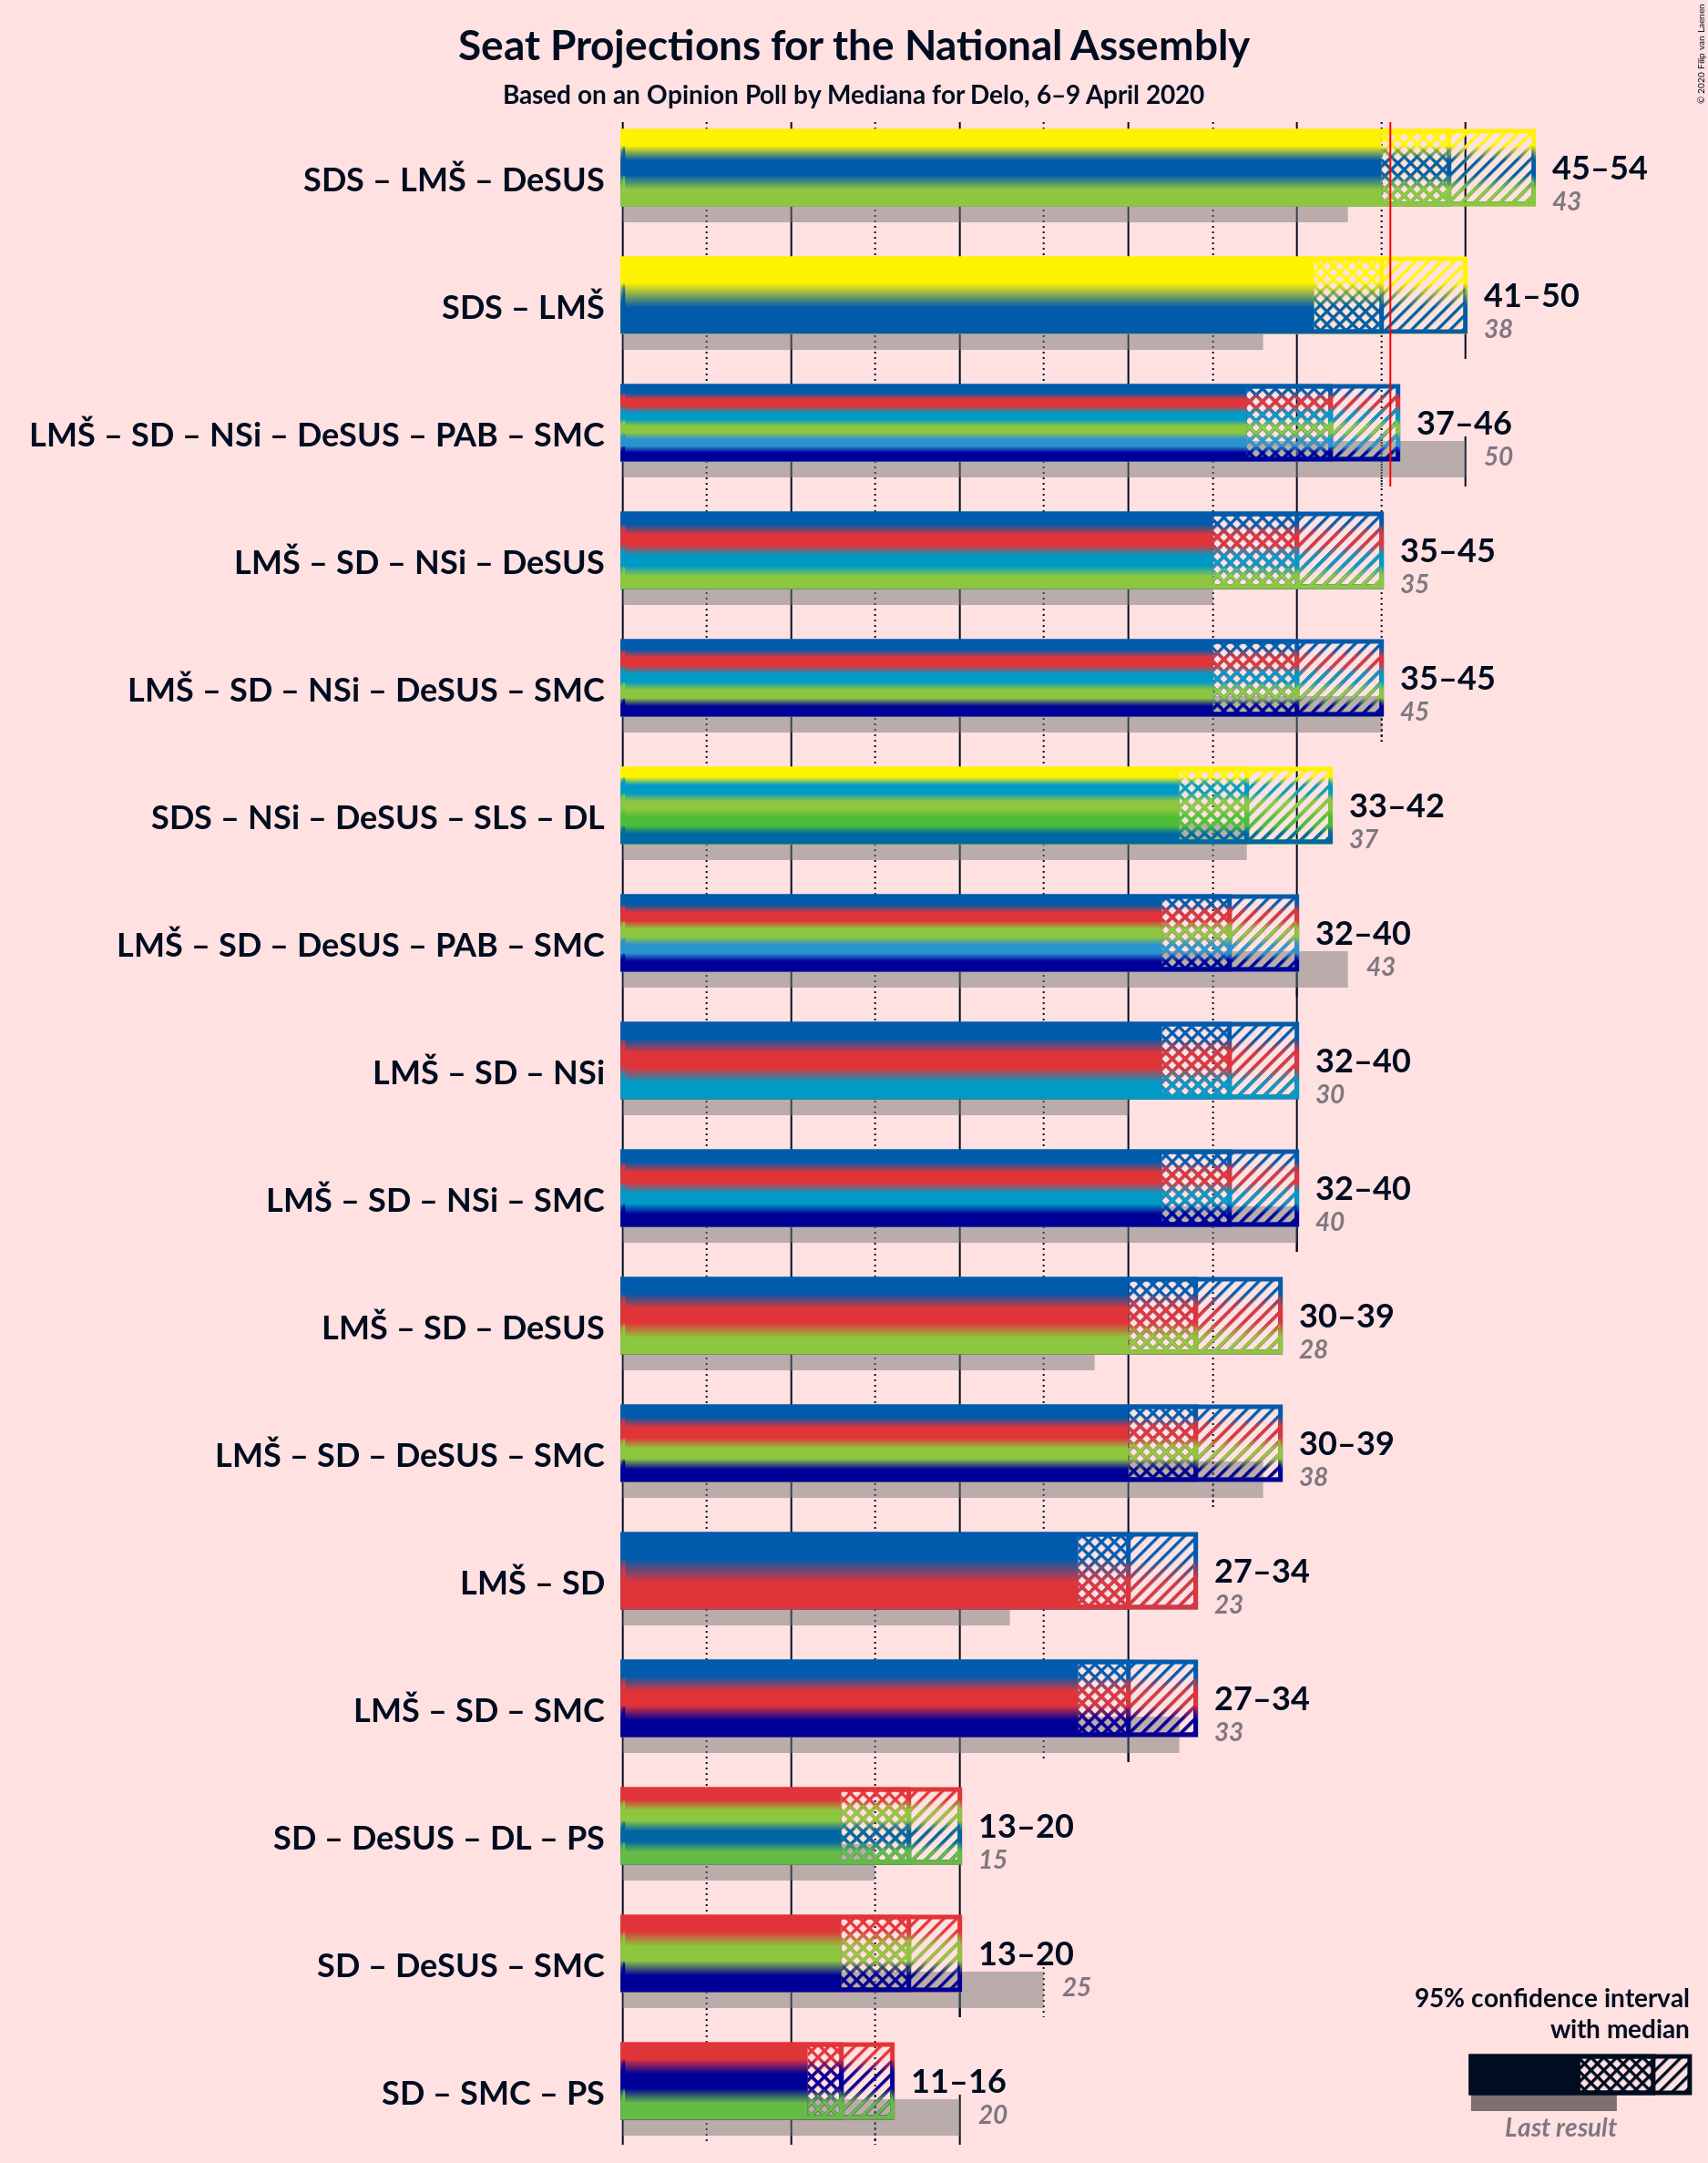 © 2020 Filip van Laenen
Seat Projections for the National Assembly
Based on an Opinion Poll by Mediana for Delo, 6–9 April 2020
SDS – LMŠ – DeSUS
45–54
43
SDS – LMŠ
41–50
38
LMŠ – SD – NSi – DeSUS – PAB – SMC
37–46
50
LMŠ – SD – NSi – DeSUS
35–45
35
LMŠ – SD – NSi – DeSUS – SMC
35–45
45
SDS – NSi – DeSUS – SLS – DL
33–42
37
LMŠ – SD – DeSUS – PAB – SMC
32–40
43
LMŠ – SD – NSi
32–40
30
LMŠ – SD – NSi – SMC
32–40
40
LMŠ – SD – DeSUS
30–39
28
LMŠ – SD – DeSUS – SMC
30–39
38
LMŠ – SD
27–34
23
LMŠ – SD – SMC
27–34
33
SD – DeSUS – DL – PS
13–20
15
SD – DeSUS – SMC
13–20
25
SD – SMC – PS
11–16
20
95% confidence interval
with median
Last result